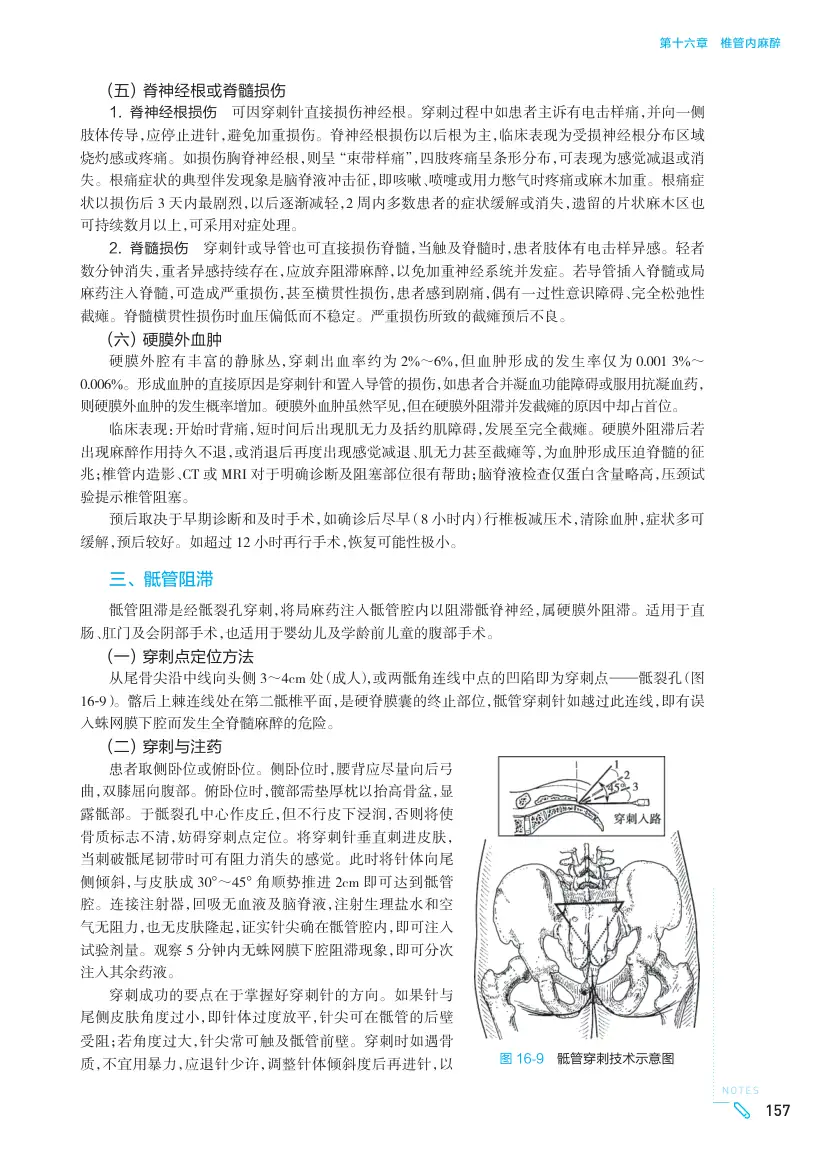 第十六章 椎管内麻醉
（五）脊神经根或脊髓损伤
1. 脊神经根损伤 可因穿刺针直接损伤神经根。穿刺过程中如患者主诉有电击样痛，并向一侧
肢体传导，应停止进针，避免加重损伤。脊神经根损伤以后根为主，临床表现为受损神经根分布区域
烧灼感或疼痛。如损伤胸脊神经根，则呈“束带样痛”，四肢疼痛呈条形分布，可表现为感觉减退或消
失。根痛症状的典型伴发现象是脑脊液冲击征，即咳嗽、喷嚏或用力憋气时疼痛或麻木加重。根痛症
状以损伤后 3 天内最剧烈，以后逐渐减轻，2 周内多数患者的症状缓解或消失，遗留的片状麻木区也
可持续数月以上，可采用对症处理。
2. 脊髓损伤 穿刺针或导管也可直接损伤脊髓，当触及脊髓时，患者肢体有电击样异感。轻者
数分钟消失，重者异感持续存在，应放弃阻滞麻醉，以免加重神经系统并发症。若导管插入脊髓或局
麻药注入脊髓，可造成严重损伤，甚至横贯性损伤，患者感到剧痛，偶有一过性意识障碍、完全松弛性
截瘫。脊髓横贯性损伤时血压偏低而不稳定。严重损伤所致的截瘫预后不良。
（六）硬膜外血肿
硬膜外腔有丰富的静脉丛，穿刺出血率约为 2%～6%，但血肿形成的发生率仅为 0.001 3%～
0.006%。形成血肿的直接原因是穿刺针和置入导管的损伤，如患者合并凝血功能障碍或服用抗凝血药，
则硬膜外血肿的发生概率增加。硬膜外血肿虽然罕见，但在硬膜外阻滞并发截瘫的原因中却占首位。
临床表现：开始时背痛，短时间后出现肌无力及括约肌障碍，发展至完全截瘫。硬膜外阻滞后若
出现麻醉作用持久不退，或消退后再度出现感觉减退、肌无力甚至截瘫等，为血肿形成压迫脊髓的征
兆；椎管内造影、CT 或 MRI 对于明确诊断及阻塞部位很有帮助；脑脊液检查仅蛋白含量略高，压颈试
验提示椎管阻塞。
预后取决于早期诊断和及时手术，如确诊后尽早（8 小时内）行椎板减压术，清除血肿，症状多可
缓解，预后较好。如超过 12 小时再行手术，恢复可能性极小。
三、骶管阻滞
骶管阻滞是经骶裂孔穿刺，将局麻药注入骶管腔内以阻滞骶脊神经，属硬膜外阻滞。适用于直
肠、肛门及会阴部手术，也适用于婴幼儿及学龄前儿童的腹部手术。
（一）穿刺点定位方法
从尾骨尖沿中线向头侧 3～4cm 处（成人），或两骶角连线中点的凹陷即为穿刺点——骶裂孔（图
16-9）。髂后上棘连线处在第二骶椎平面，是硬脊膜囊的终止部位，骶管穿刺针如越过此连线，即有误
入蛛网膜下腔而发生全脊髓麻醉的危险。
（二）穿刺与注药
患者取侧卧位或俯卧位。侧卧位时，腰背应尽量向后弓
曲，双膝屈向腹部。俯卧位时，髋部需垫厚枕以抬高骨盆，显
露骶部。于骶裂孔中心作皮丘，但不行皮下浸润，否则将使
骨质标志不清，妨碍穿刺点定位。将穿刺针垂直刺进皮肤，
当刺破骶尾韧带时可有阻力消失的感觉。此时将针体向尾
侧倾斜，与皮肤成 30°～45° 角顺势推进 2cm 即可达到骶管
腔。连接注射器，回吸无血液及脑脊液，注射生理盐水和空
气无阻力，也无皮肤隆起，证实针尖确在骶管腔内，即可注入
试验剂量。观察 5 分钟内无蛛网膜下腔阻滞现象，即可分次
注入其余药液。
穿刺成功的要点在于掌握好穿刺针的方向。如果针与
尾侧皮肤角度过小，即针体过度放平，针尖可在骶管的后壁
受阻；若角度过大，针尖常可触及骶管前壁。穿刺时如遇骨
质，不宜用暴力，应退针少许，调整针体倾斜度后再进针，以
1
2
45°
3
穿刺入路
图 16-9 骶管穿刺技术示意图
NOTES
157